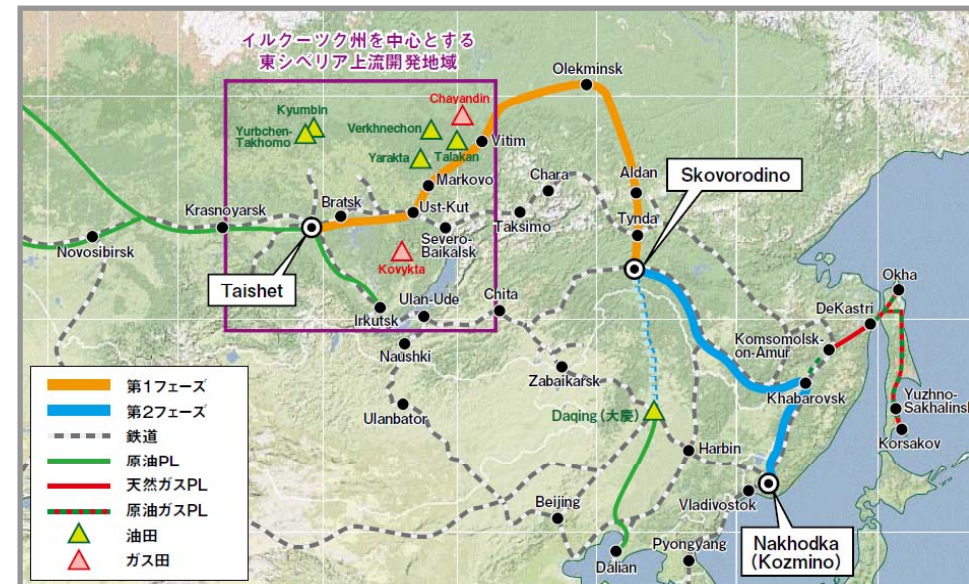 イルクーツク州を中心とする
東シベリア上流開発地域
Olekminsk
Chayandin
Kyumbin
Yurbchen-
Takhomo
Verkhnechon
Vitim
Talakan
Yarakta
Markovo
Chara
Aldan
Skovorodino
Bratsk
Ust-Kut
Taksimo
Tynda
Krasnoyarsk
Severo-
Baikalsk
Novosibirsk
Kovykta
Taishet
Okha
Ulan-Ude
Chita
Irkutsk
DeKastri
Naushki
Komsomolsk-
on-Amur
Zabaikarsk
Khabarovsk
Ulanbator
Yuzhno-
Sakhalinsk
Daqing (大慶)
Korsakov
Harbin
Vladivostok
Beijing
Nakhodka
(Kozmino)
Pyongyang
Dalian
第1フェーズ
第2フェーズ
鉄道
原油PL
天然ガスPL
原油ガスPL
油田
ガス田